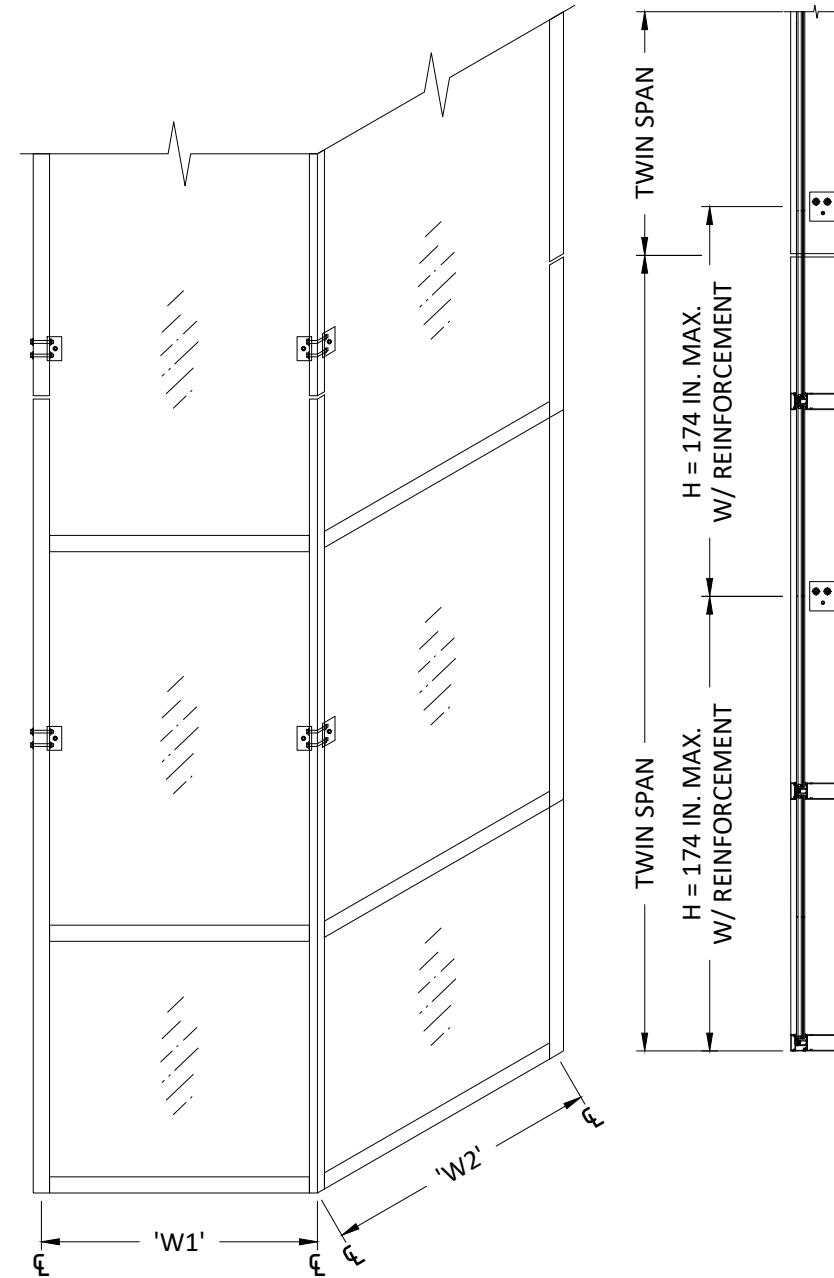 TWIN SPAN
H = 174 IN. MAX.
W/ REINFORCEMENT
TWIN SPAN
H = 174 IN. MAX.
W/ REINFORCEMENT
'W1'
'W2'
℄
℄
℄
℄